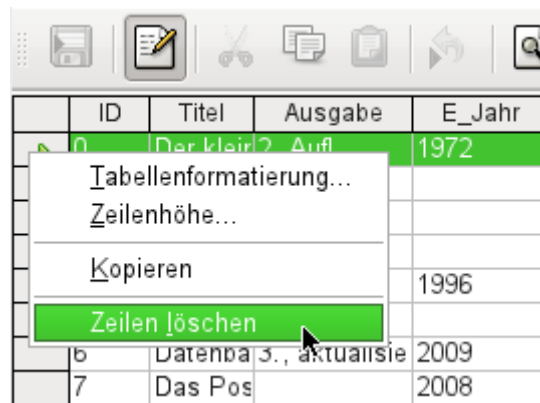 ID Titel Ausgabe E_Jahr
0 Der klein 2. Aufl. 1972
Tabellenformatierung...
Zeilenhöhe...
Kopieren
1996
Zeilen löschen
6 Datenba 3., aktualisie 2009
7 Das Pos 2008